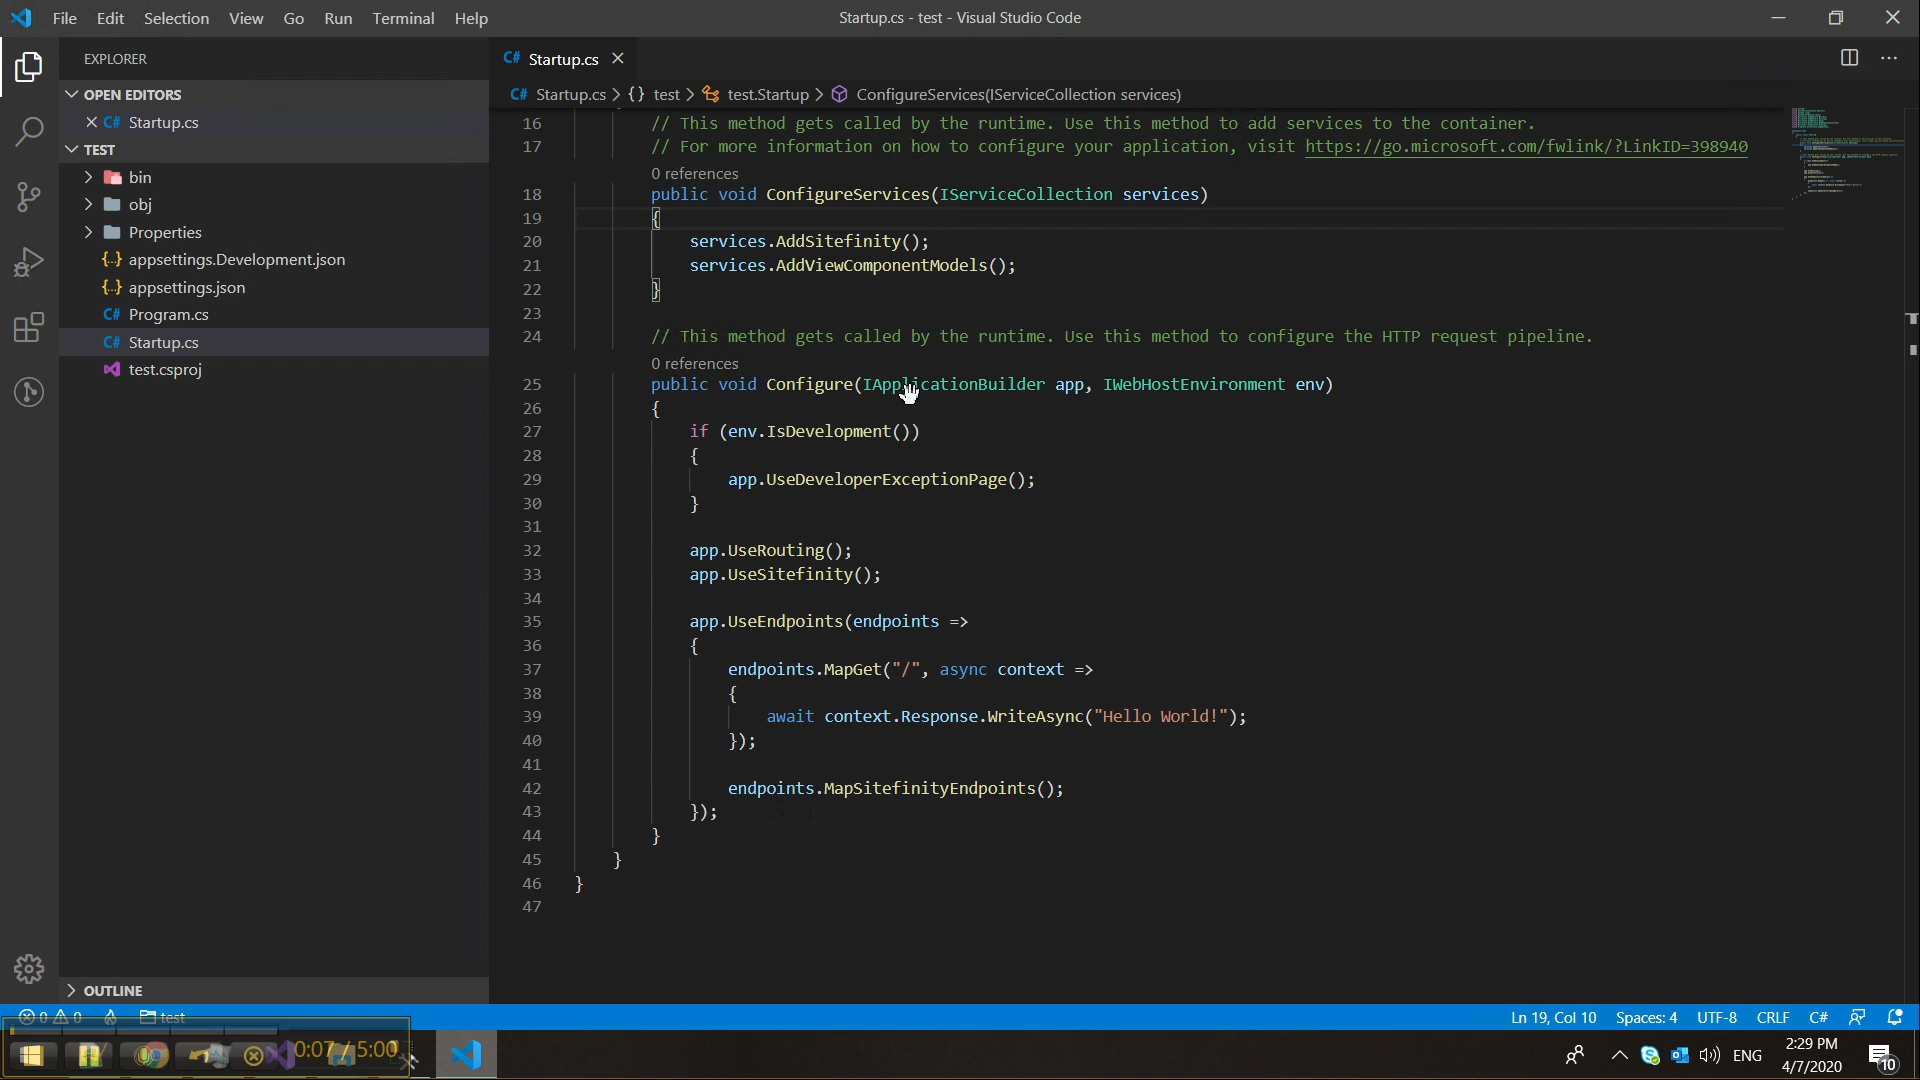 File Edit Selection View Go Run Terminal Help
Startup.cs - test - Visual Studio Code
EXPLORER
OPEN EDITORS
C# Startup.cs
TEST
bin
obj
Properties
{..} appsettings.Development.json
{..} appsettings.json
C# Program.cs
C# Startup.cs
test.csproj
OUTLINE
C# Startup.cs
C# Startup.cs > {} test > test.Startup > ConfigureServices(IServiceCollection services)
16 // This method gets called by the runtime. Use this method to add services to the container.
17 // For more information on how to configure your application, visit https://go.microsoft.com/fwlink/?LinkID=398940
0 references
18 public void ConfigureServices(IServiceCollection services)
19 {
20 services.AddSitefinity();
21 services.AddViewComponentModels();
22 }
23
24 // This method gets called by the runtime. Use this method to configure the HTTP request pipeline.
0 references
25 public void Configure(IApplicationBuilder app, IWebHostEnvironment env)
26 {
27 if (env.IsDevelopment())
28 {
29 app.UseDeveloperExceptionPage();
30 }
31
32 app.UseRouting();
33 app.UseSitefinity();
34
35 app.UseEndpoints(endpoints =>
36 {
37 endpoints.MapGet("/", async context =>
38 {
39 await context.Response.WriteAsync("Hello World!");
40 });
41
42 endpoints.MapSitefinityEndpoints();
43 });
44 }
45 }
46 }
47
0 0 test
Ln 19, Col 10 Spaces: 4 UTF-8 CRLF C#
0:07 / 5:00
ENG
2:29 PM
4/7/2020
10